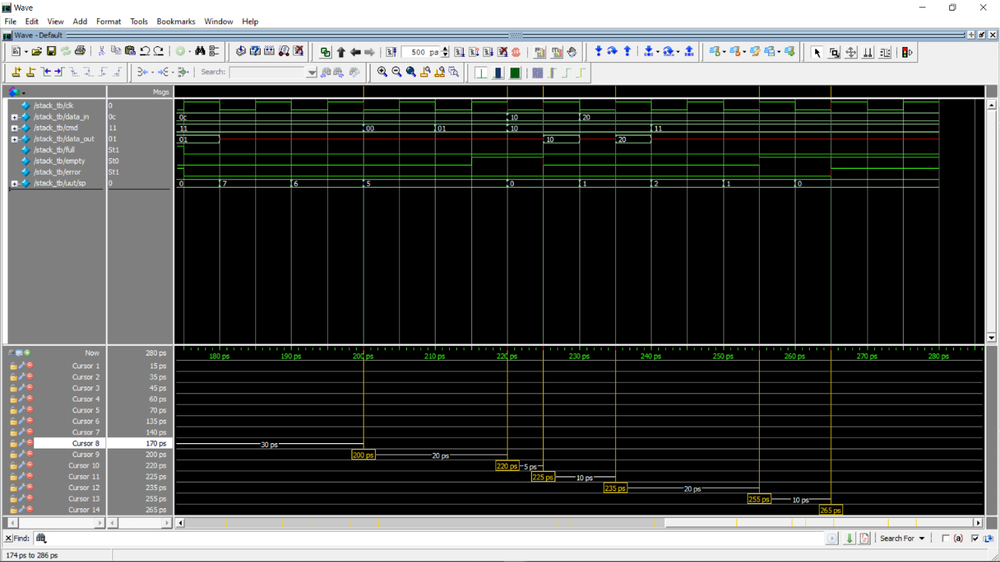 Wave
File Edit View Add Format Tools Bookmarks Window Help
Wave - Default
500 ps
Search:
Msgs
/stack_tb/clk 0
/stack_tb/data_in 0c 0c 10 20
/stack_tb/cmd 11 11 00 01 10 11
/stack_tb/data_out 01 01 10 20
/stack_tb/full St1
/stack_tb/empty St0
/stack_tb/error St1
/stack_tb/uut/sp 0 0 7 6 5 0 1 2 1 0
Now 280 ps 180 ps 190 ps 200 ps 210 ps 220 ps 230 ps 240 ps 250 ps 260 ps 270 ps 280 ps
Cursor 1 15 ps
Cursor 2 35 ps
Cursor 3 45 ps
Cursor 4 60 ps
Cursor 5 70 ps
Cursor 6 135 ps
Cursor 7 140 ps
Cursor 8 170 ps 30 ps
Cursor 9 200 ps 200 ps 20 ps
Cursor 10 220 ps 220 ps 5 ps
Cursor 11 225 ps 225 ps 10 ps
Cursor 12 235 ps 235 ps 20 ps
Cursor 13 255 ps 255 ps 10 ps
Cursor 14 265 ps 265 ps
Find: Search For (a)
174 ps to 286 ps